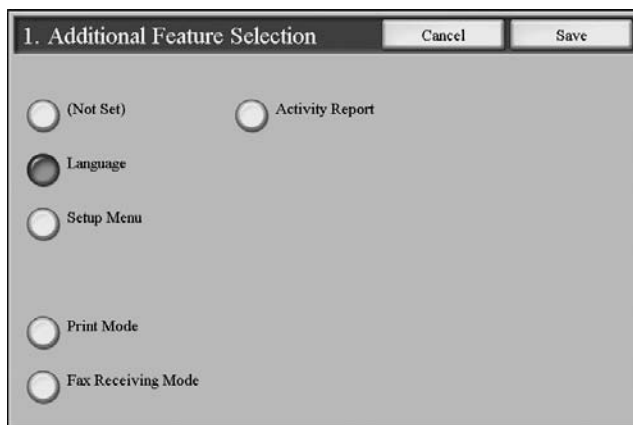 1. Additional Feature Selection
Cancel
Save
(Not Set)
Activity Report
Language
Setup Menu
Print Mode
Fax Receiving Mode